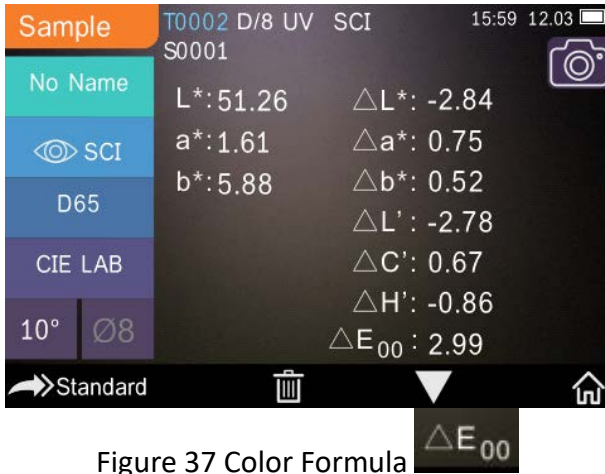 Sample
T0002 D/8 UV SCI 15:59 12.03
S0001
No Name
SCI
D65
CIE LAB
10° Ø8
L*:51.26
a*:1.61
b*:5.88
△L*: -2.84
△a*: 0.75
△b*: 0.52
△L': -2.78
△C': 0.67
△H': -0.86
△E00 : 2.99
Standard
Figure 37 Color Formula △E00